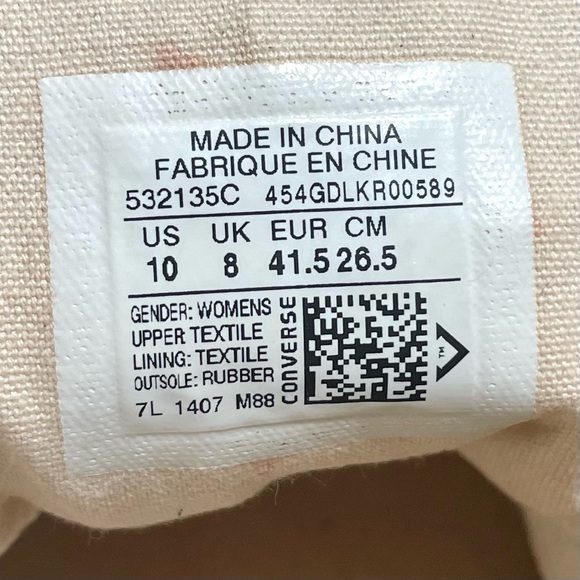 MADE IN CHINA
FABRIQUE EN CHINE
532135C 454GDLKR00589
US UK EUR CM
10 8 41.5 26.5
GENDER: WOMENS
UPPER TEXTILE
LINING: TEXTILE
OUTSOLE: RUBBER
7L 1407 M88
CONVERSE
TM